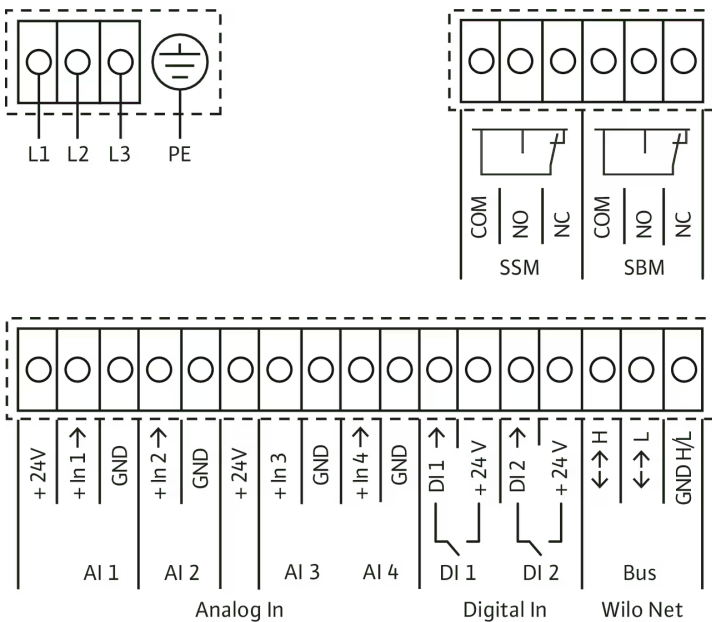 L1 L2 L3 PE
COM NO NC COM NO NC
SSM SBM
+ 24V + In 1 → GND + In 2 → GND + 24V + In 3 GND + In 4 → GND DI 1 → + 24 V DI 2 → + 24 V ←→ H ←→ L GND H/L
AI 1 AI 2 AI 3 AI 4 DI 1 DI 2 Bus
Analog In Digital In Wilo Net